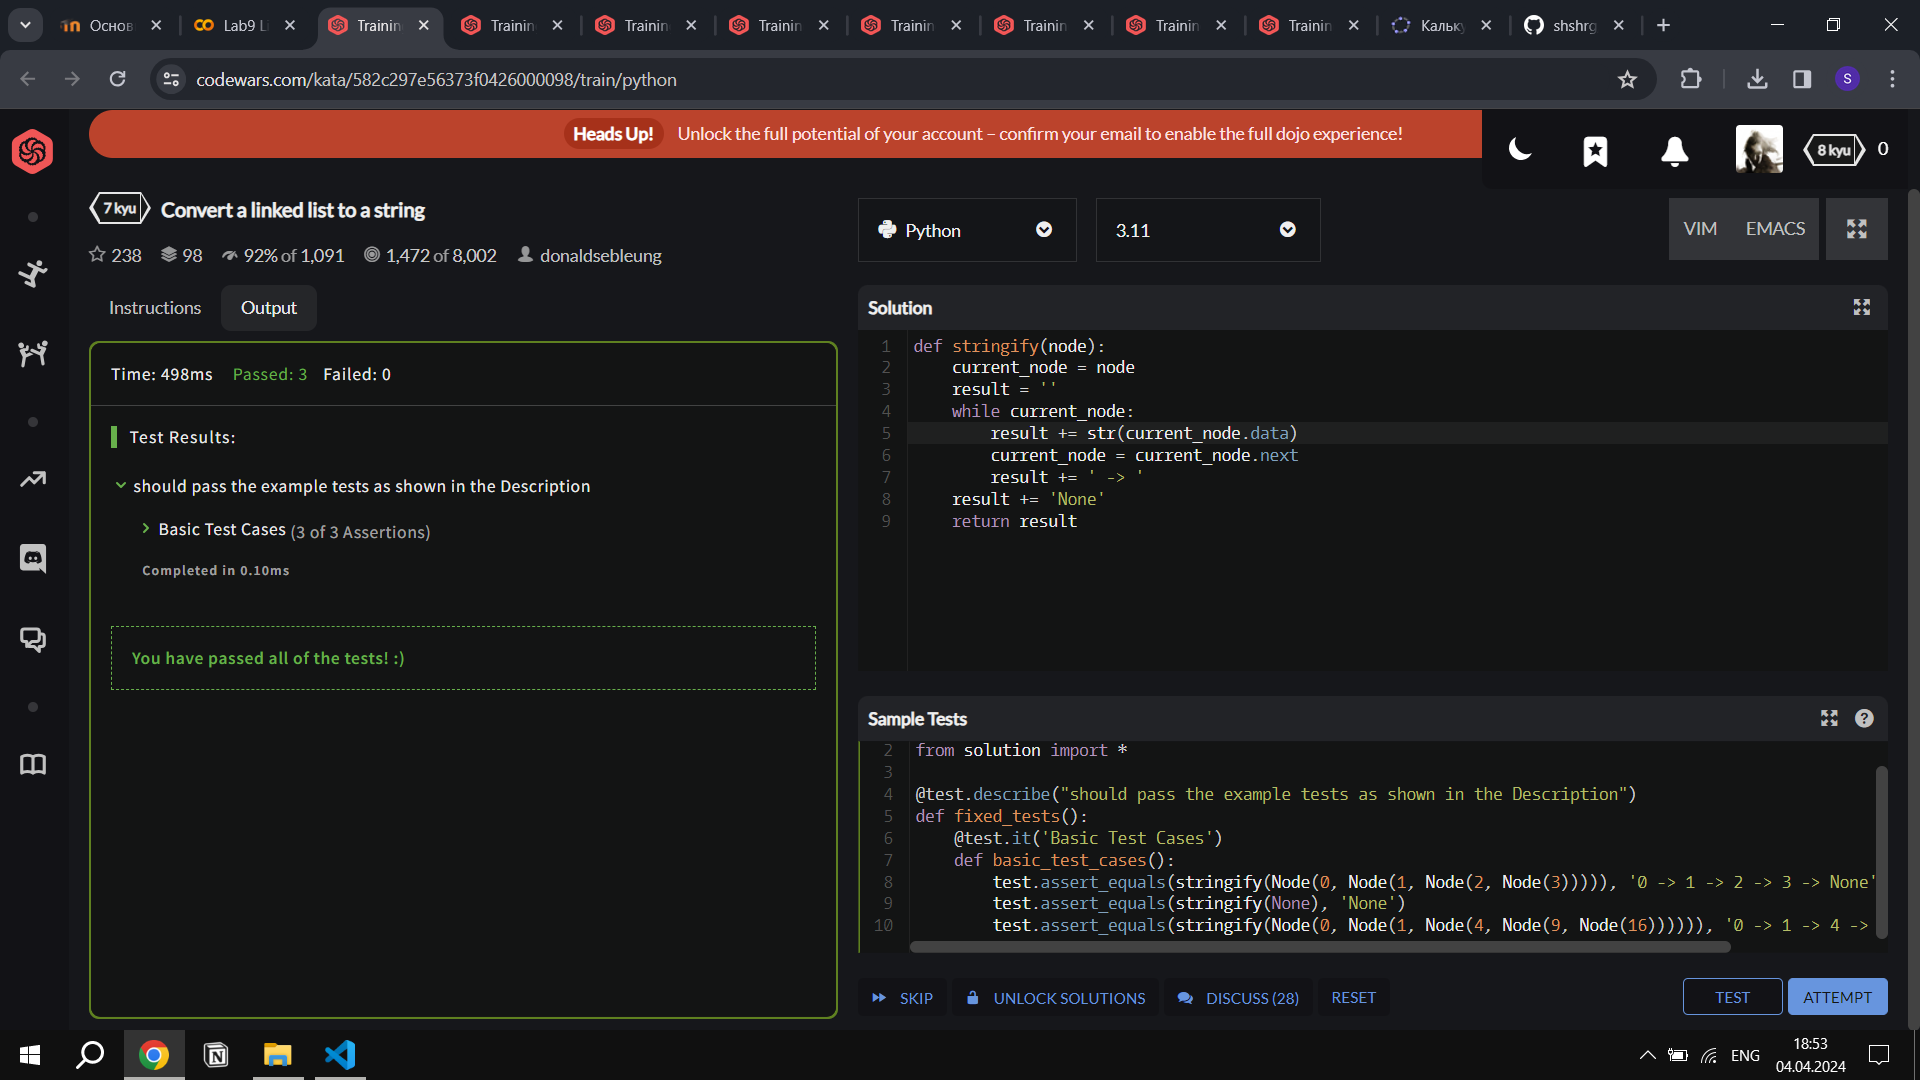 Основ
Lab9 Li
Trainin
Trainin
Trainin
Trainin
Trainin
Trainin
Trainin
Trainin
Кальку
shshrg
codewars.com/kata/582c297e56373f0426000098/train/python
S
Heads Up! Unlock the full potential of your account – confirm your email to enable the full dojo experience!
8 kyu 0
7 kyu Convert a linked list to a string
238 98 92% of 1,091 1,472 of 8,002 donaldsebleung
Python
3.11
VIM EMACS
Instructions Output
Time: 498ms Passed: 3 Failed: 0
Test Results:
should pass the example tests as shown in the Description
Basic Test Cases (3 of 3 Assertions)
Completed in 0.10ms
You have passed all of the tests! :)
Solution
1 def stringify(node):
2 current_node = node
3 result = ''
4 while current_node:
5 result += str(current_node.data)
6 current_node = current_node.next
7 result += ' -> '
8 result += 'None'
9 return result
Sample Tests
2 from solution import *
3
4 @test.describe("should pass the example tests as shown in the Description")
5 def fixed_tests():
6 @test.it('Basic Test Cases')
7 def basic_test_cases():
8 test.assert_equals(stringify(Node(0, Node(1, Node(2, Node(3))))), '0 -> 1 -> 2 -> 3 -> None'
9 test.assert_equals(stringify(None), 'None')
10 test.assert_equals(stringify(Node(0, Node(1, Node(4, Node(9, Node(16)))))), '0 -> 1 -> 4 ->
SKIP UNLOCK SOLUTIONS DISCUSS (28) RESET
TEST ATTEMPT
ENG
18:53
04.04.2024